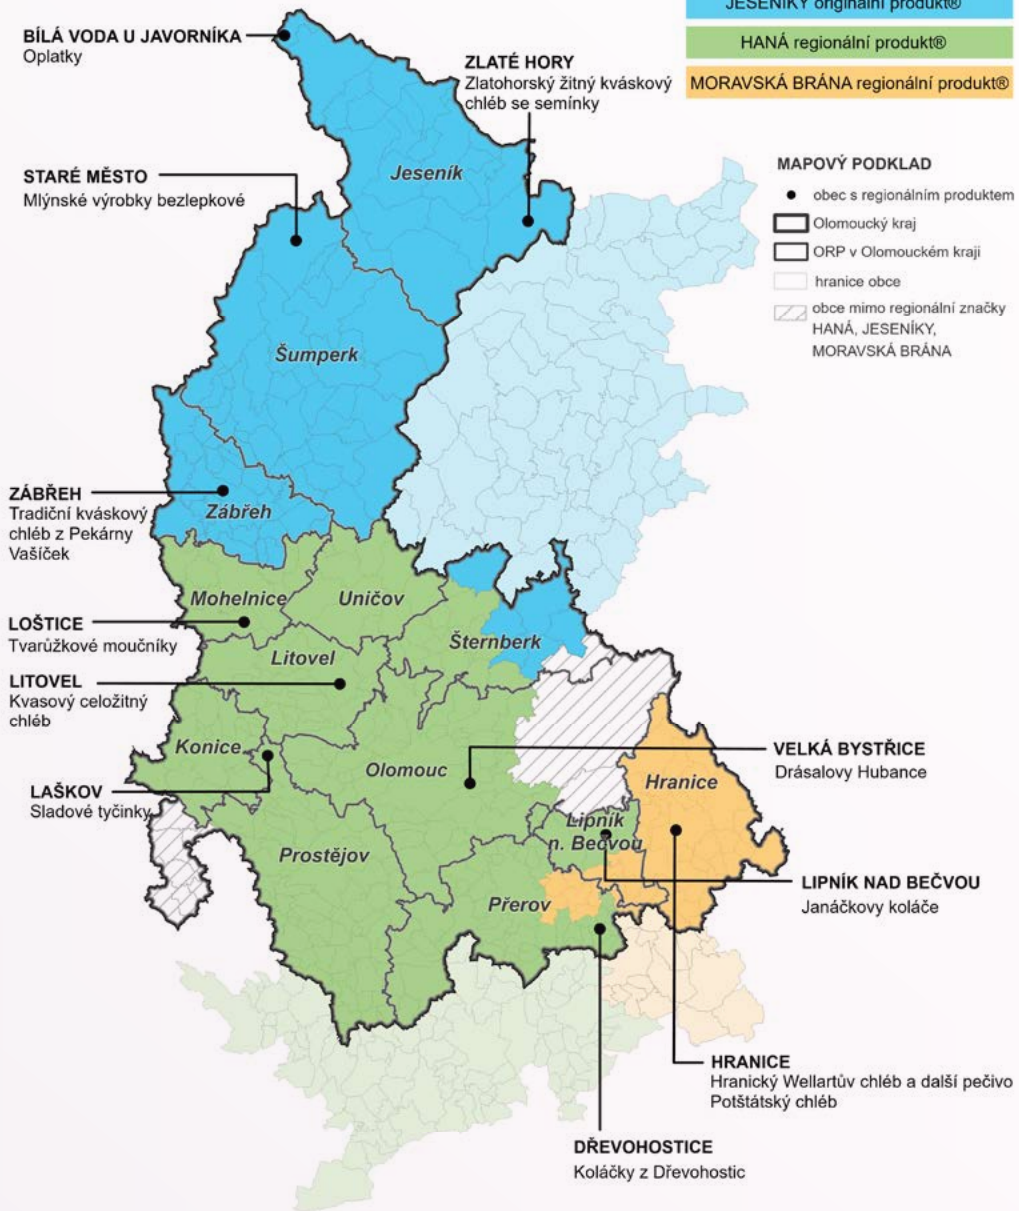 JESENÍKY originální produkt®
HANÁ regionální produkt®
MORAVSKÁ BRÁNA regionální produkt®
BÍLÁ VODA U JAVORNÍKA
Oplatky
ZLATÉ HORY
Zlatohorský žitný kváskový
chléb se semínky
STARÉ MĚSTO
Mlýnské výrobky bezlepkové
MAPOVÝ PODKLAD
obec s regionálním produktem
Olomoucký kraj
ORP v Olomouckém kraji
hranice obce
obce mimo regionální značky
HANÁ, JESENÍKY,
MORAVSKÁ BRÁNA
Jeseník
Šumperk
ZÁBŘEH
Tradiční kváskový
chléb z Pekárny
Vašíček
Zábřeh
Mohelnice
Uničov
LOŠTICE
Tvarůžkové moučníky
Šternberk
Litovel
LITOVEL
Kvasový celožitný
chléb
Konice
Olomouc
VELKÁ BYSTŘICE
Drásalovy Hubance
LAŠKOV
Sladové tyčinky
Hranice
Lipník
n. Bečvou
Prostějov
Přerov
LIPNÍK NAD BEČVOU
Janáčkovy koláče
HRANICE
Hranický Wellartův chléb a další pečivo
Potštátský chléb
DŘEVOHOSTICE
Koláčky z Dřevohostic